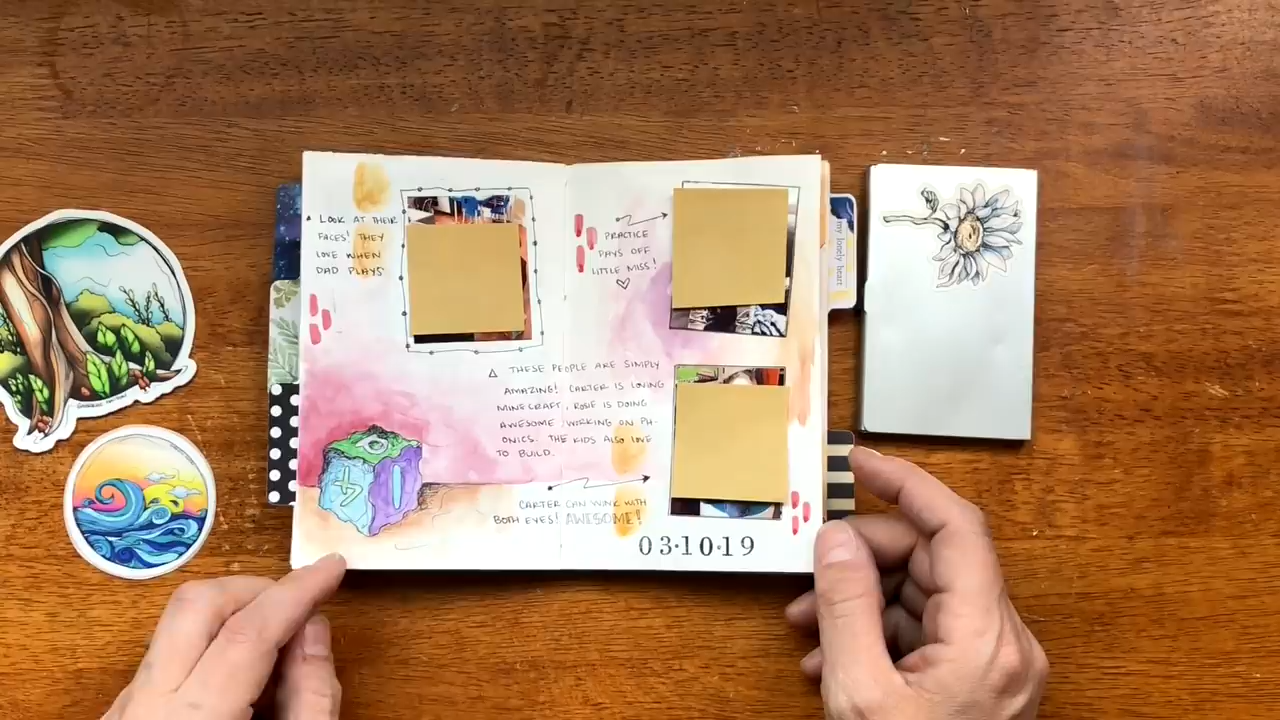 LOOK AT THEIR
FACES! THEY
LOVE WHEN
DAD PLAYS
PRACTICE
PAYS OFF
LITTLE MISS!
THESE PEOPLE ARE SIMPLY
AMAZING! CARTER IS LOVING
MINECRAFT, ROSIE IS DOING
AWESOME, WORKING ON PH-
ONICS. THE KIDS ALSO LOVE
TO BUILD.
CARTER CAN WINK WITH
BOTH EYES! AWESOME!
03·10·19
my lonely heart